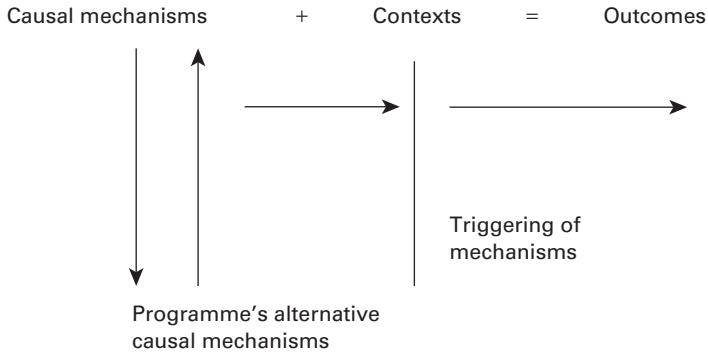 Causal mechanisms + Contexts = Outcomes
Triggering of
mechanisms
Programme's alternative
causal mechanisms